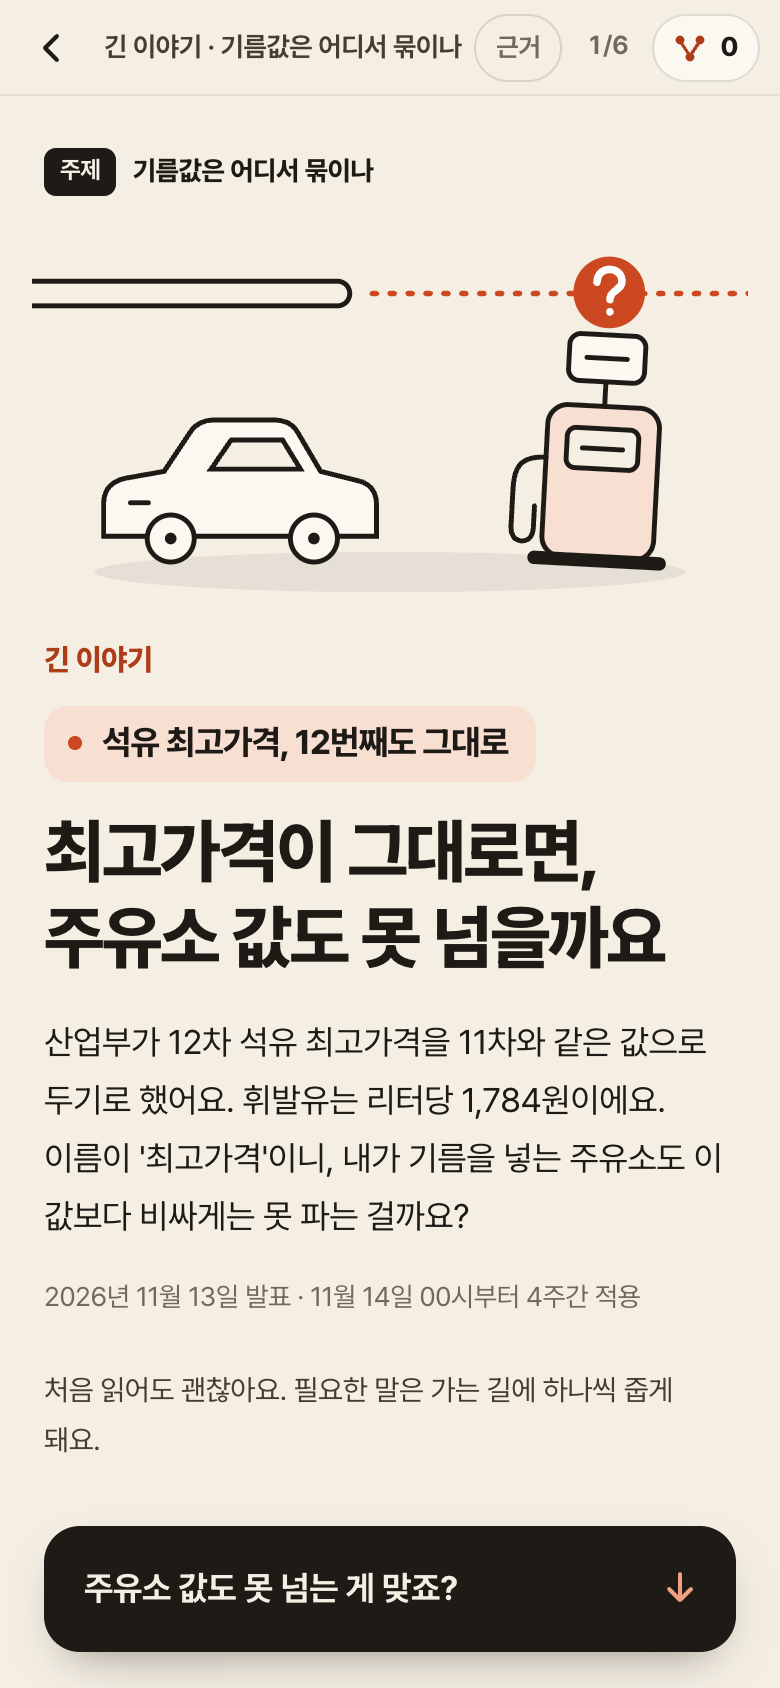 긴 이야기 · 기름값은 어디서 묶이나
근거
1/6
0
주제
기름값은 어디서 묶이나
?
긴 이야기
석유 최고가격, 12번째도 그대로
최고가격이 그대로면,
주유소 값도 못 넘을까요
산업부가 12차 석유 최고가격을 11차와 같은 값으로
두기로 했어요. 휘발유는 리터당 1,784원이에요.
이름이 '최고가격'이니, 내가 기름을 넣는 주유소도 이
값보다 비싸게는 못 파는 걸까요?
2026년 11월 13일 발표 · 11월 14일 00시부터 4주간 적용
처음 읽어도 괜찮아요. 필요한 말은 가는 길에 하나씩 줍게
돼요.
주유소 값도 못 넘는 게 맞죠?